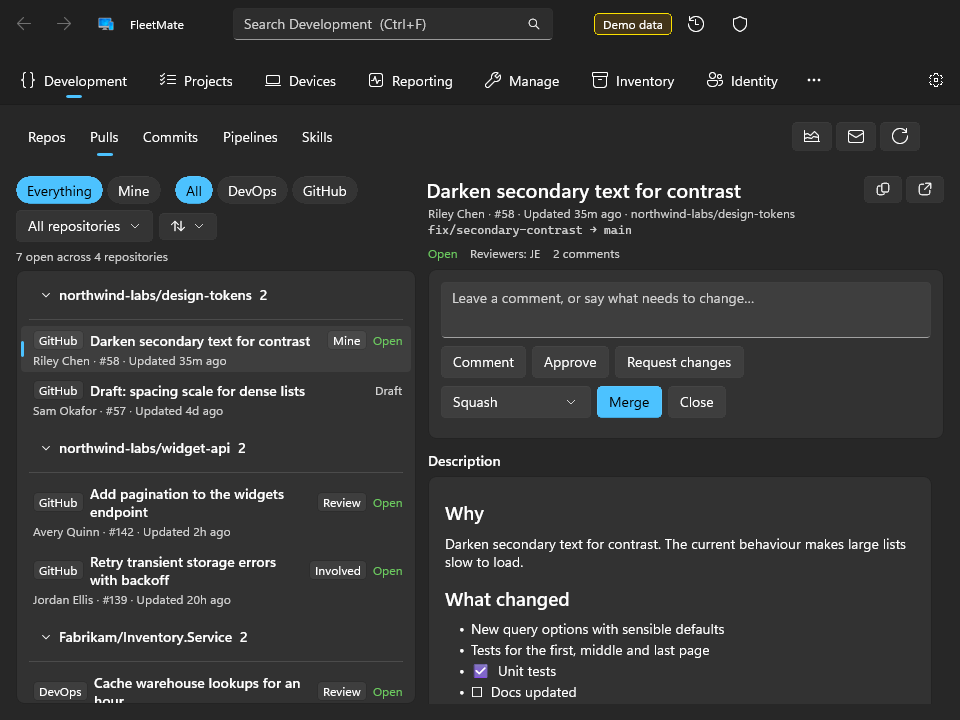 FleetMate
Search Development (Ctrl+F)
Demo data
Development
Projects
Devices
Reporting
Manage
Inventory
Identity
Repos
Pulls
Commits
Pipelines
Skills
Everything
Mine
All
DevOps
GitHub
All repositories
7 open across 4 repositories
northwind-labs/design-tokens 2
GitHub Darken secondary text for contrast Mine Open
Riley Chen · #58 · Updated 35m ago
GitHub Draft: spacing scale for dense lists Draft
Sam Okafor · #57 · Updated 4d ago
northwind-labs/widget-api 2
GitHub Add pagination to the widgets endpoint Review Open
Avery Quinn · #142 · Updated 2h ago
GitHub Retry transient storage errors with backoff Involved Open
Jordan Ellis · #139 · Updated 20h ago
Fabrikam/Inventory.Service 2
DevOps Cache warehouse lookups for an hour Review Open
Darken secondary text for contrast
Riley Chen · #58 · Updated 35m ago · northwind-labs/design-tokens
fix/secondary-contrast → main
Open Reviewers: JE 2 comments
Leave a comment, or say what needs to change...
Comment
Approve
Request changes
Squash
Merge
Close
Description
Why
Darken secondary text for contrast. The current behaviour makes large lists
slow to load.
What changed
• New query options with sensible defaults
• Tests for the first, middle and last page
• Unit tests
• Docs updated